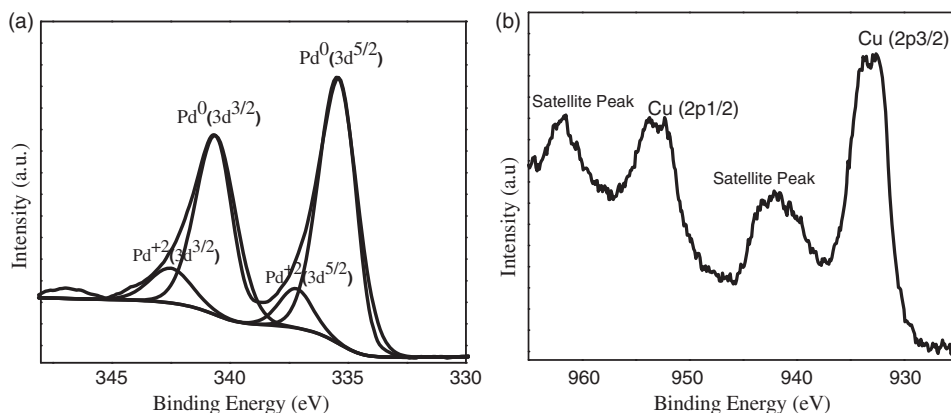 (a)
Pd⁰(3d⁵/²)
Pd⁰(3d³/²)
Pd⁺²(3d³/²)
Pd⁺²(3d⁵/²)
Intensity (a.u.)
345 340 335 330
Binding Energy (eV)
(b)
Cu (2p3/2)
Satellite Peak
Cu (2p1/2)
Satellite Peak
Intensity (a.u)
960 950 940 930
Binding Energy (eV)